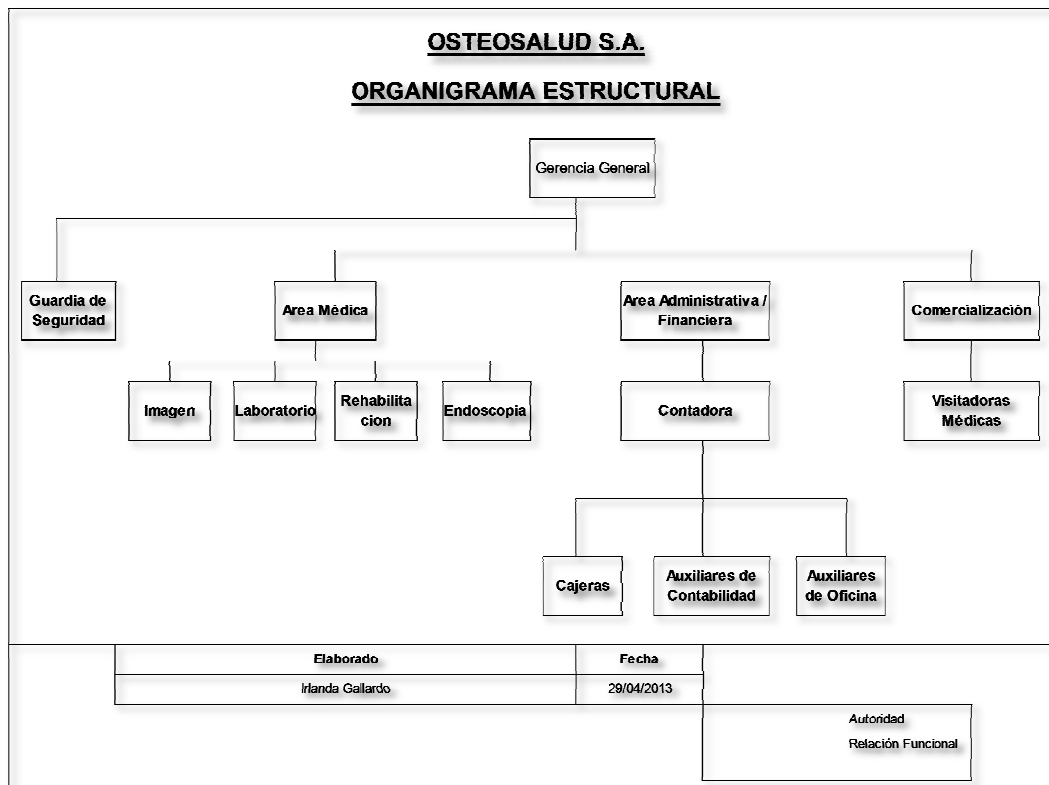 OSTEOSALUD S.A.
ORGANIGRAMA ESTRUCTURAL
Gerencia General
Guardia de
Seguridad
Area Médica
Area Administrativa /
Financiera
Comercialización
Imagen
Laboratorio
Rehabilita
cion
Endoscopia
Contadora
Visitadoras
Médicas
Cajeras
Auxiliares de
Contabilidad
Auxiliares
de Oficina
Elaborado
Fecha
Irlanda Gallardo
29/04/2013
Autoridad
Relación Funcional